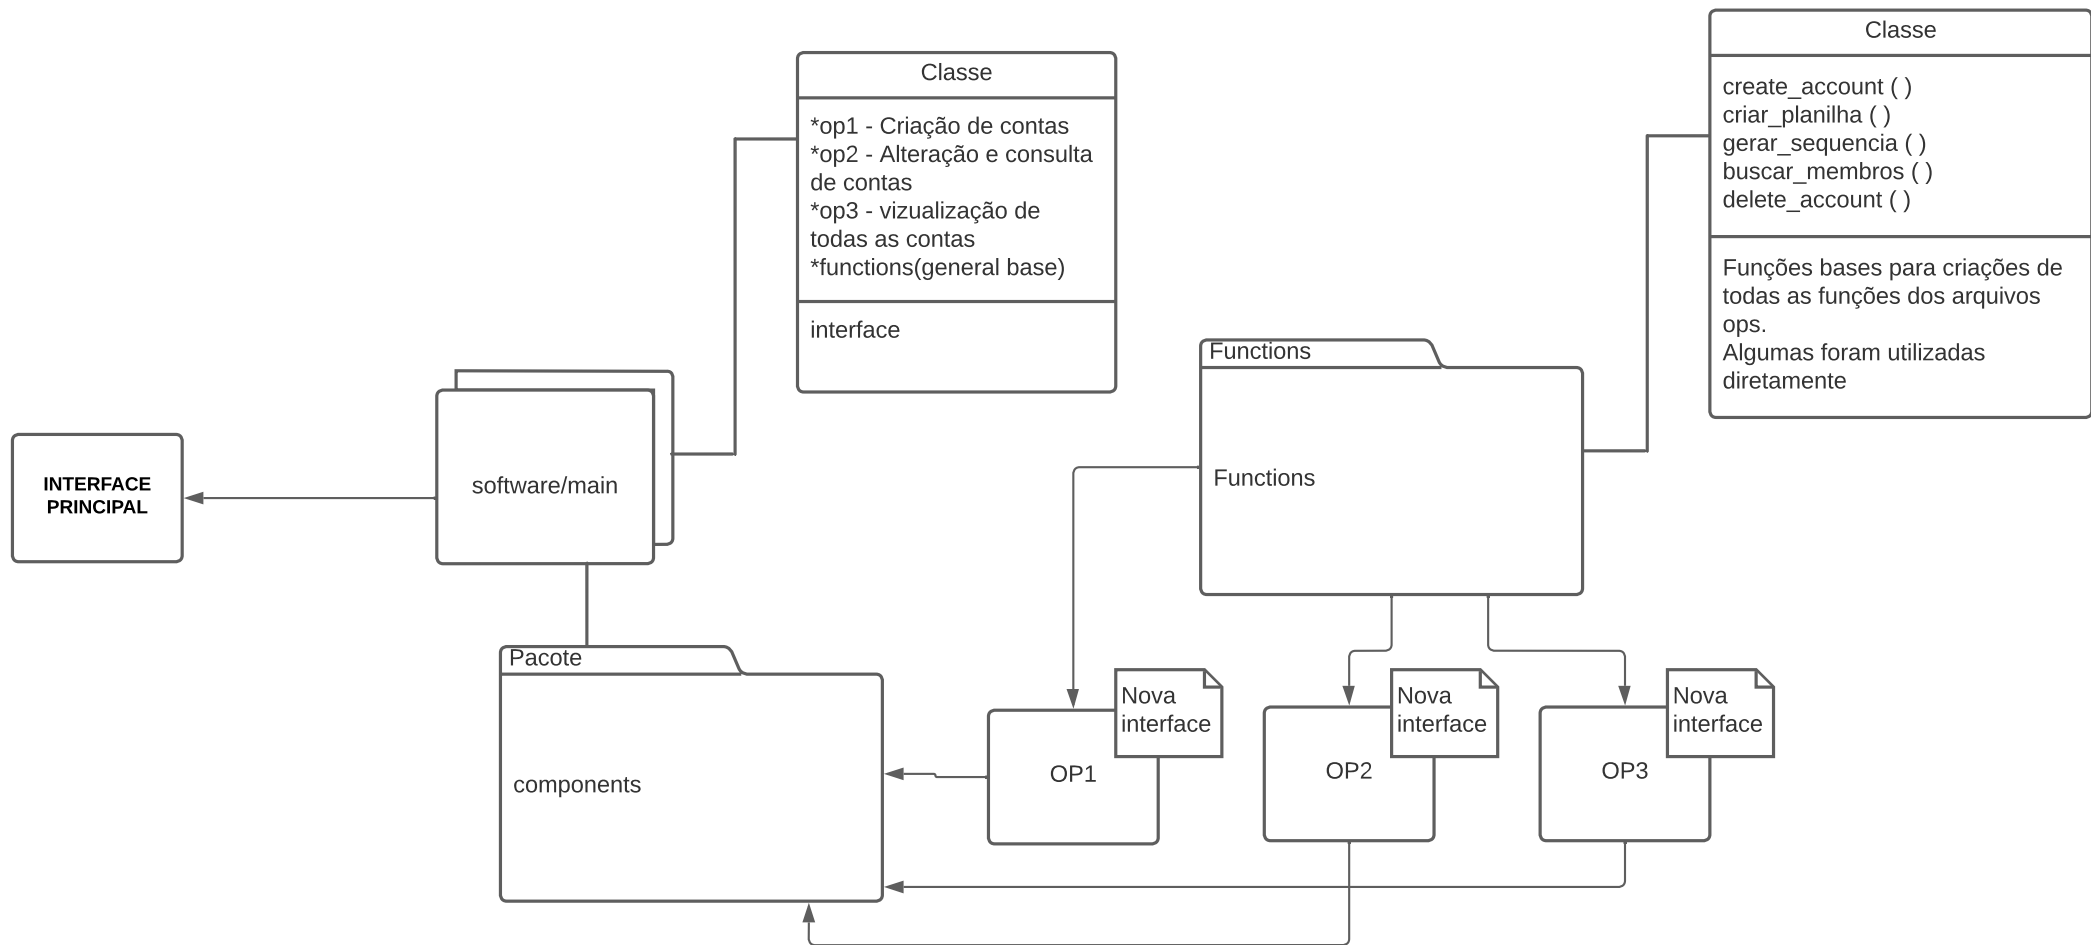 Classe
create_account ( )
criar_planilha ( )
gerar_sequencia ( )
buscar_membros ( )
delete_account ( )
Funções bases para criações de
todas as funções dos arquivos
ops.
Algumas foram utilizadas
diretamente
Classe
*op1 - Criação de contas
*op2 - Alteração e consulta
de contas
*op3 - vizualização de
todas as contas
*functions(general base)
interface
Functions
Functions
INTERFACE
PRINCIPAL
software/main
Pacote
components
Nova
interface
OP1
Nova
interface
OP2
Nova
interface
OP3